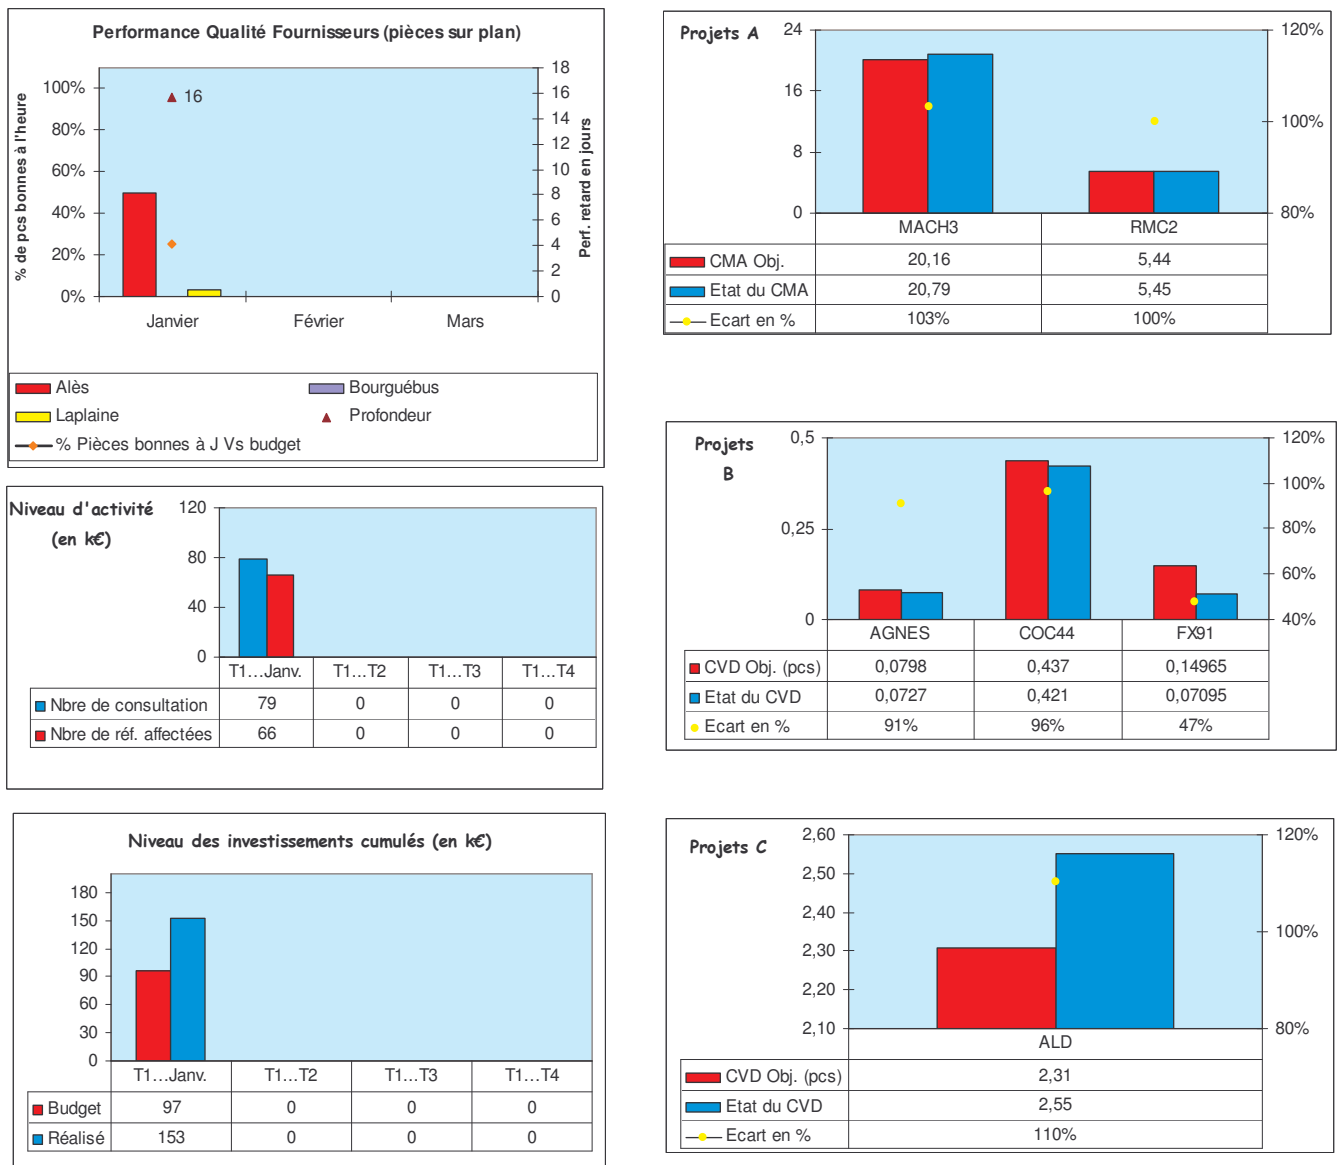 Performance Qualité Fournisseurs (pièces sur plan)
% de pcs bonnes à l'heure
100%
80%
60%
40%
20%
0%
16
18
16
14
12
10
8
6
4
2
0
Perf. retard en jours
Janvier Février Mars
Alès Bourguébus
Laplaine Profondeur
% Pièces bonnes à J Vs budget
Niveau d'activité
(en k€)
120
80
40
0
T1...Janv. T1...T2 T1...T3 T1...T4
Nbre de consultation 79 0 0 0
Nbre de réf. affectées 66 0 0 0
Niveau des investissements cumulés (en k€)
180
150
120
90
60
30
0
T1...Janv. T1...T2 T1...T3 T1...T4
Budget 97 0 0 0
Réalisé 153 0 0 0
Projets A
24
16
8
0
120%
100%
80%
MACH3 RMC2
CMA Obj. 20,16 5,44
Etat du CMA 20,79 5,45
Ecart en % 103% 100%
Projets
B
0,5
0,25
0
120%
100%
80%
60%
40%
AGNES COC44 FX91
CVD Obj. (pcs) 0,0798 0,437 0,14965
Etat du CVD 0,0727 0,421 0,07095
Ecart en % 91% 96% 47%
Projets C
2,60
2,50
2,40
2,30
2,20
2,10
120%
100%
80%
ALD
CVD Obj. (pcs) 2,31
Etat du CVD 2,55
Ecart en % 110%